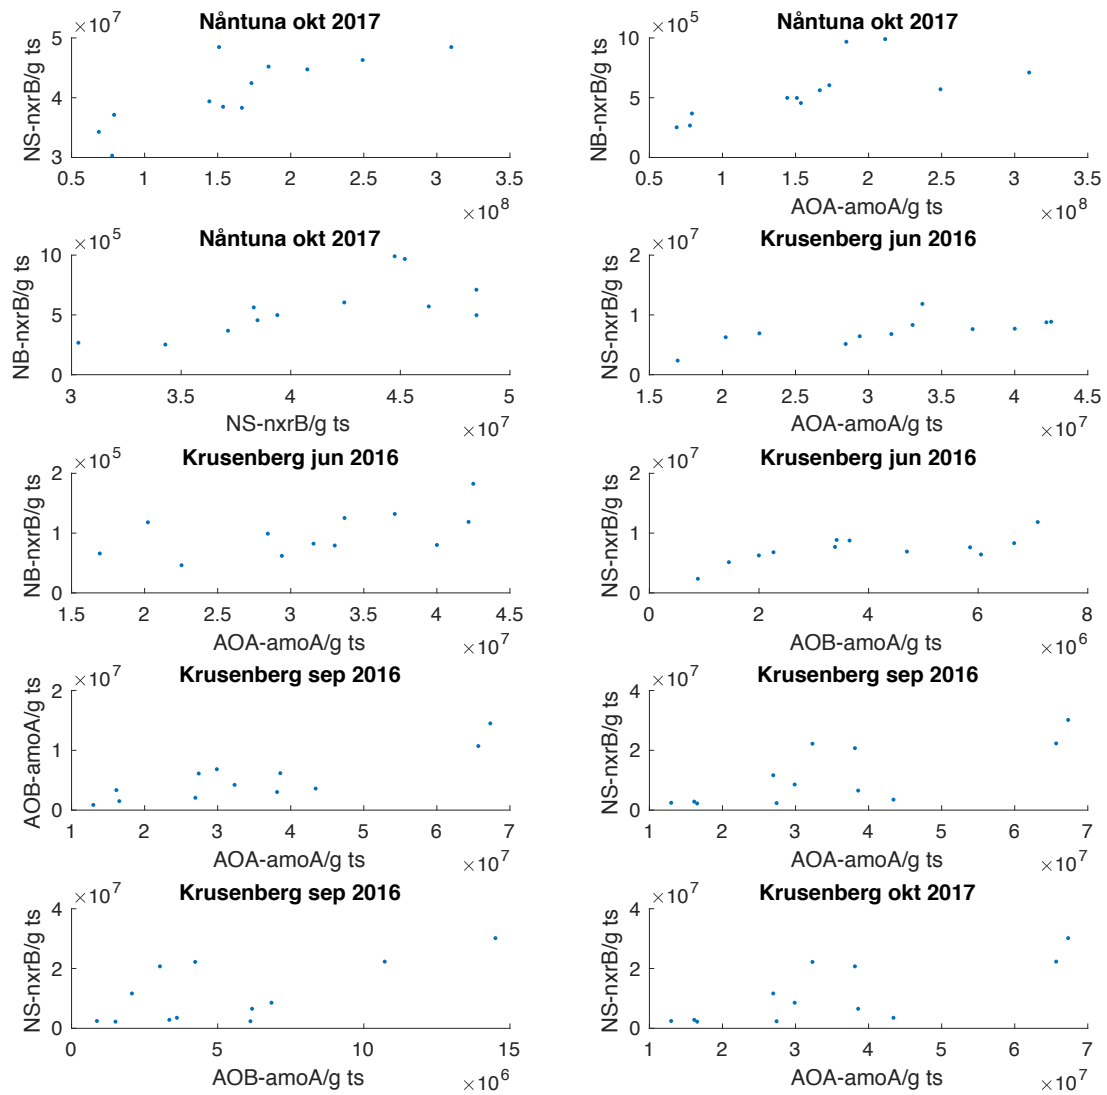 Nåntuna okt 2017
×10^7
NS-nxrB/g ts
5
4
3
0.5 1 1.5 2 2.5 3 3.5
×10^8
Nåntuna okt 2017
×10^5
NB-nxrB/g ts
10
5
0
0.5 1 1.5 2 2.5 3 3.5
AOA-amoA/g ts
×10^8
Nåntuna okt 2017
×10^5
NB-nxrB/g ts
10
5
0
3 3.5 4 4.5 5
NS-nxrB/g ts
×10^7
Krusenberg jun 2016
×10^7
NS-nxrB/g ts
2
1
0
1.5 2 2.5 3 3.5 4 4.5
AOA-amoA/g ts
×10^7
Krusenberg jun 2016
×10^5
NB-nxrB/g ts
2
1
0
1.5 2 2.5 3 3.5 4 4.5
AOA-amoA/g ts
×10^7
Krusenberg jun 2016
×10^7
NS-nxrB/g ts
2
1
0
0 2 4 6 8
AOB-amoA/g ts
×10^6
Krusenberg sep 2016
×10^7
AOB-amoA/g ts
2
1
0
1 2 3 4 5 6 7
AOA-amoA/g ts
×10^7
Krusenberg sep 2016
×10^7
NS-nxrB/g ts
4
2
0
1 2 3 4 5 6 7
AOA-amoA/g ts
×10^7
Krusenberg sep 2016
×10^7
NS-nxrB/g ts
4
2
0
0 5 10 15
AOB-amoA/g ts
×10^6
Krusenberg okt 2017
×10^7
NS-nxrB/g ts
4
2
0
1 2 3 4 5 6 7
AOA-amoA/g ts
×10^7